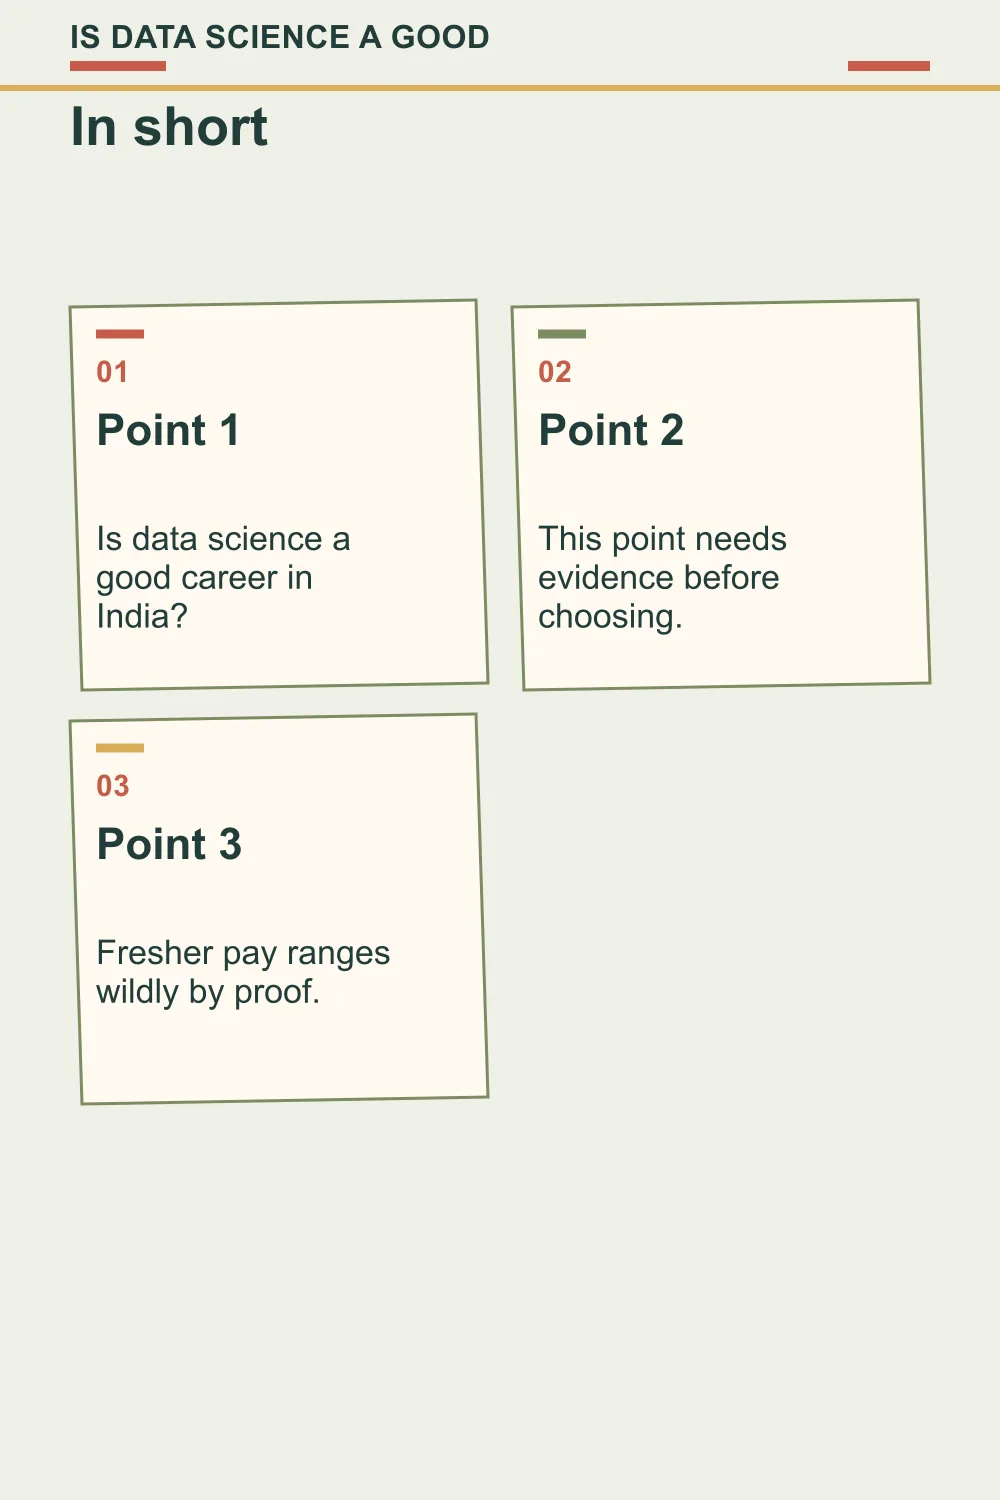 IS DATA SCIENCE A GOOD
In short
01
Point 1
Is data science a
good career in
India?
02
Point 2
This point needs
evidence before
choosing.
03
Point 3
Fresher pay ranges
wildly by proof.